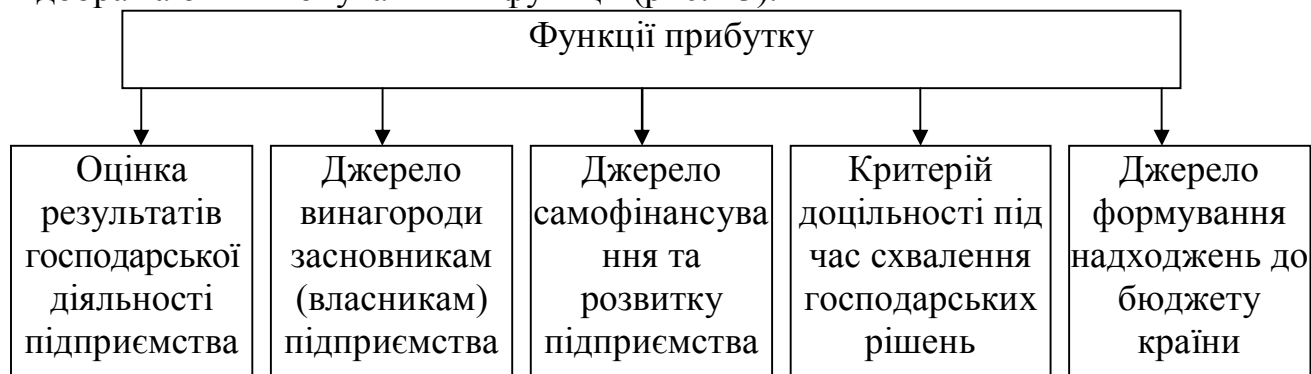 Функції прибутку
Оцінка
результатів
господарської
діяльності
підприємства
Джерело
винагороди
засновникам
(власникам)
підприємства
Джерело
самофінансува
ння та
розвитку
підприємства
Критерій
доцільності під
час схвалення
господарських
рішень
Джерело
формування
надходжень до
бюджету
країни